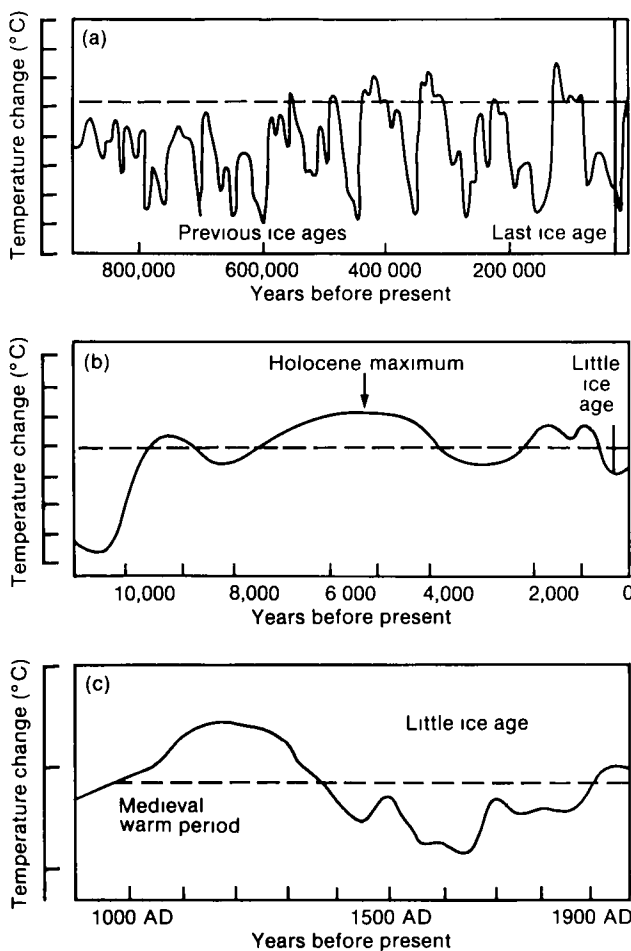 (a)
Temperature change (°C)
Previous ice ages
Last ice age
800,000 600,000 400,000 200 000
Years before present
(b)
Temperature change (°C)
Holocene maximum
Little
ice
age
10,000 8,000 6 000 4,000 2,000 0
Years before present
(c)
Temperature change (°C)
Little ice age
Medieval
warm period
1000 AD 1500 AD 1900 AD
Years before present